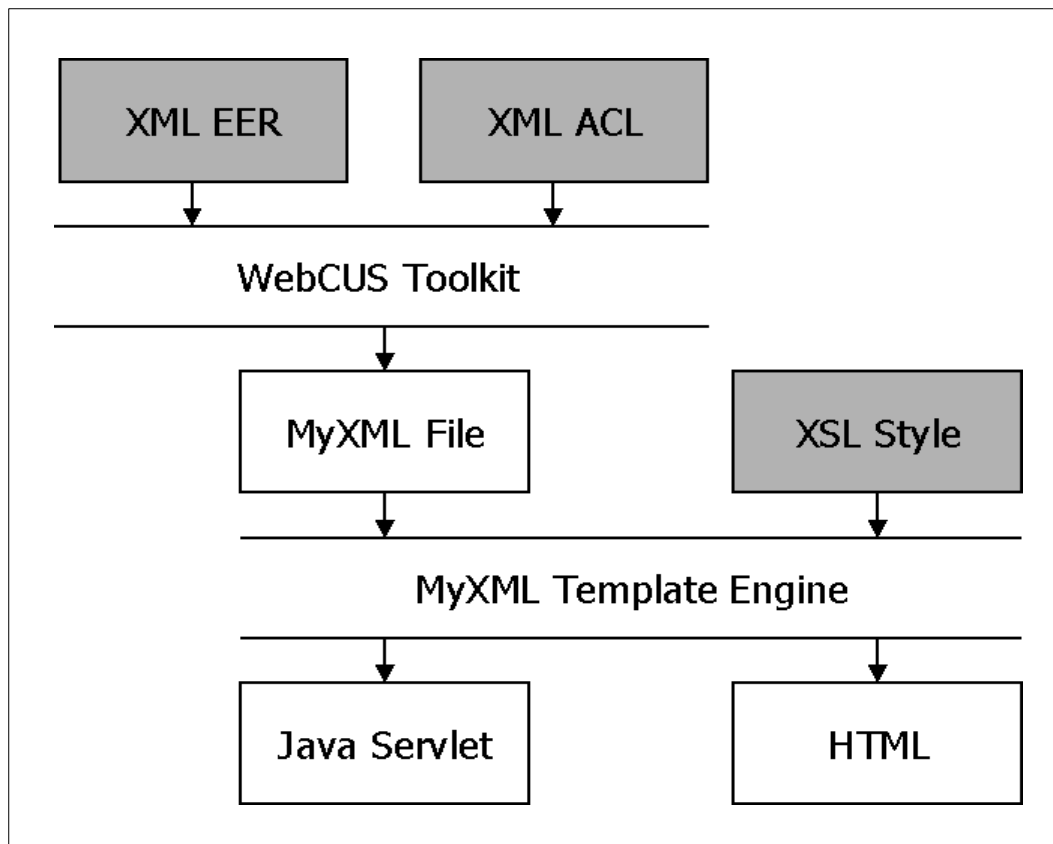 XML EER
XML ACL
WebCUS Toolkit
MyXML File
XSL Style
MyXML Template Engine
Java Servlet
HTML